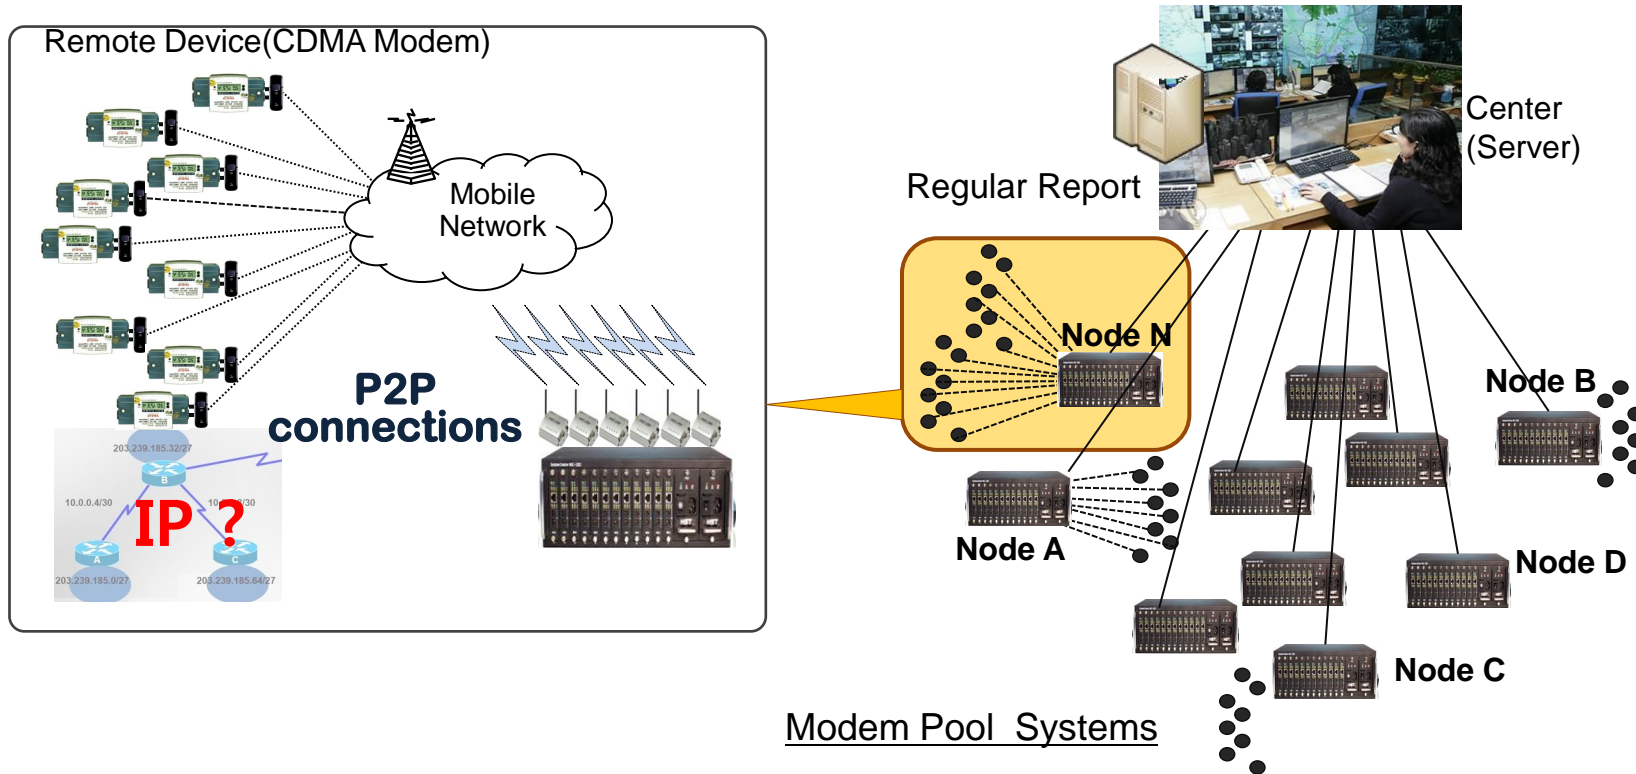 Remote Device(CDMA Modem)
Mobile
Network
P2P
connections
203.239.185.32/27
B
10.0.0.4/30
IP ?
A
C
203.239.185.0/27
203.239.185.64/27
Regular Report
Center
(Server)
Node N
Node B
Node A
Node D
Node C
Modem Pool  Systems